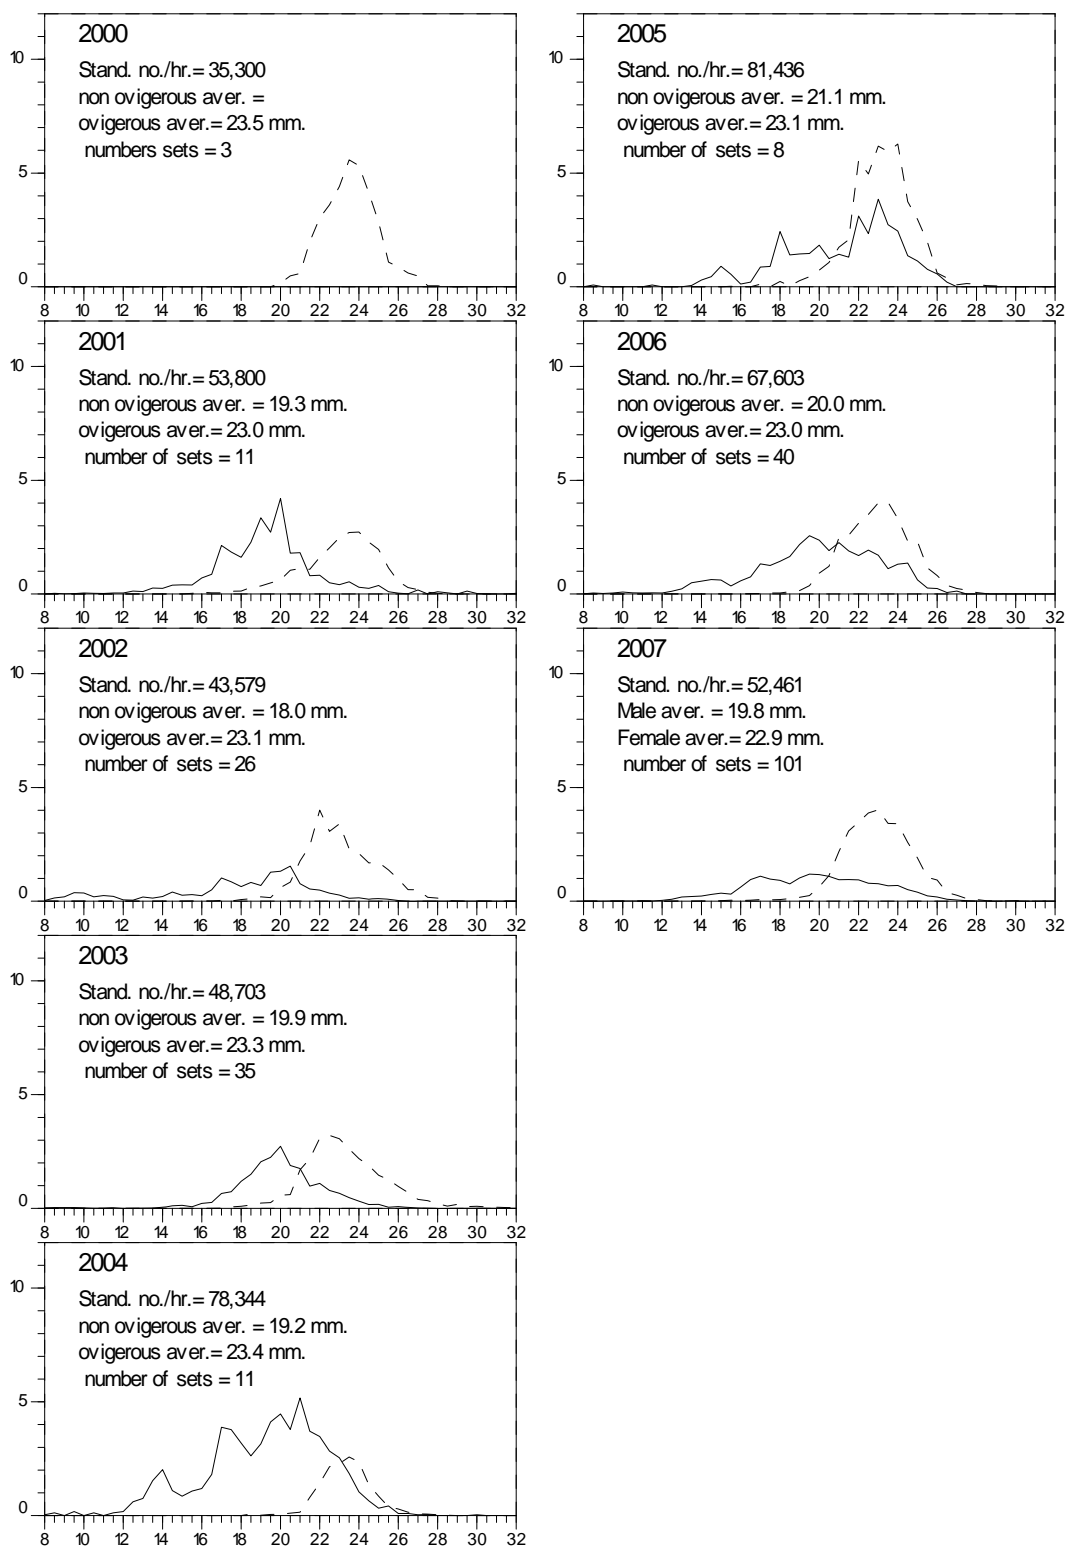 2000
Stand. no./hr.= 35,300
non ovigerous aver. =
ovigerous aver.= 23.5 mm.
numbers sets = 3
10
5
0
8 10 12 14 16 18 20 22 24 26 28 30 32
2001
Stand. no./hr.= 53,800
non ovigerous aver. = 19.3 mm.
ovigerous aver.= 23.0 mm.
number of sets = 11
10
5
0
8 10 12 14 16 18 20 22 24 26 28 30 32
2002
Stand. no./hr.= 43,579
non ovigerous aver. = 18.0 mm.
ovigerous aver.= 23.1 mm.
number of sets = 26
10
5
0
8 10 12 14 16 18 20 22 24 26 28 30 32
2003
Stand. no./hr.= 48,703
non ovigerous aver. = 19.9 mm.
ovigerous aver.= 23.3 mm.
number of sets = 35
10
5
0
8 10 12 14 16 18 20 22 24 26 28 30 32
2004
Stand. no./hr.= 78,344
non ovigerous aver. = 19.2 mm.
ovigerous aver.= 23.4 mm.
number of sets = 11
10
5
0
8 10 12 14 16 18 20 22 24 26 28 30 32
2005
Stand. no./hr.= 81,436
non ovigerous aver. = 21.1 mm.
ovigerous aver.= 23.1 mm.
number of sets = 8
10
5
0
8 10 12 14 16 18 20 22 24 26 28 30 32
2006
Stand. no./hr.= 67,603
non ovigerous aver. = 20.0 mm.
ovigerous aver.= 23.0 mm.
number of sets = 40
10
5
0
8 10 12 14 16 18 20 22 24 26 28 30 32
2007
Stand. no./hr.= 52,461
Male aver. = 19.8 mm.
Female aver.= 22.9 mm.
number of sets = 101
10
5
0
8 10 12 14 16 18 20 22 24 26 28 30 32